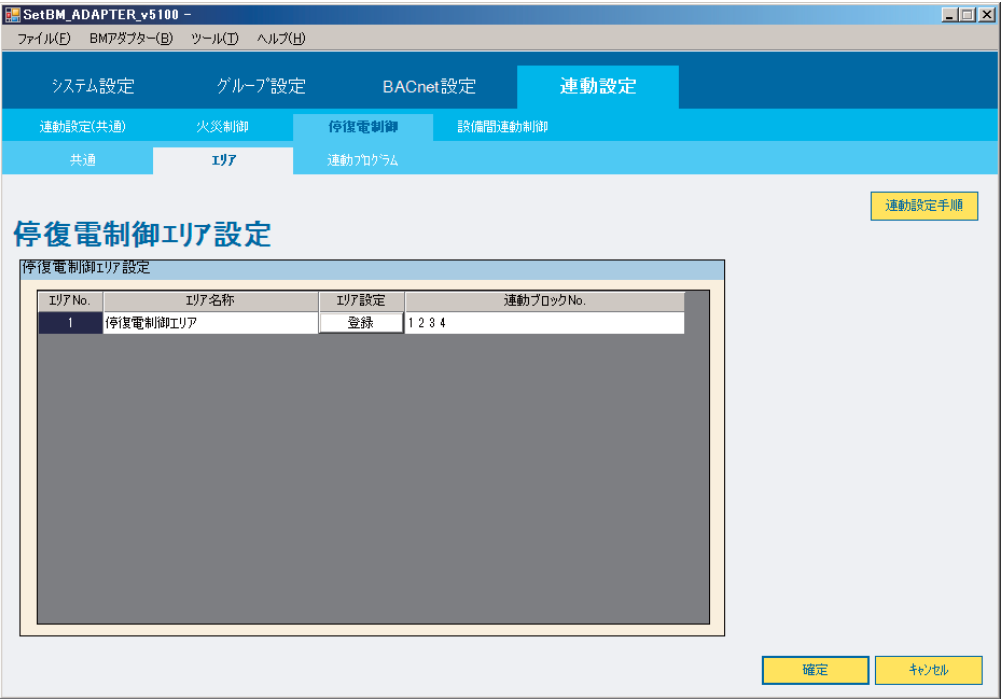 SetBM_ADAPTER_v5100 -
ファイル(F) BMアダプター(B) ツール(T) ヘルプ(H)
システム設定 グループ設定 BACnet設定 連動設定
連動設定(共通) 火災制御 停復電制御 設備間連動制御
共通 エリア 連動プログラム
連動設定手順
停復電制御エリア設定
停復電制御エリア設定
エリアNo. エリア名称 エリア設定 連動ブロックNo.
1 停復電制御エリア 登録 1 2 3 4
確定 キャンセル